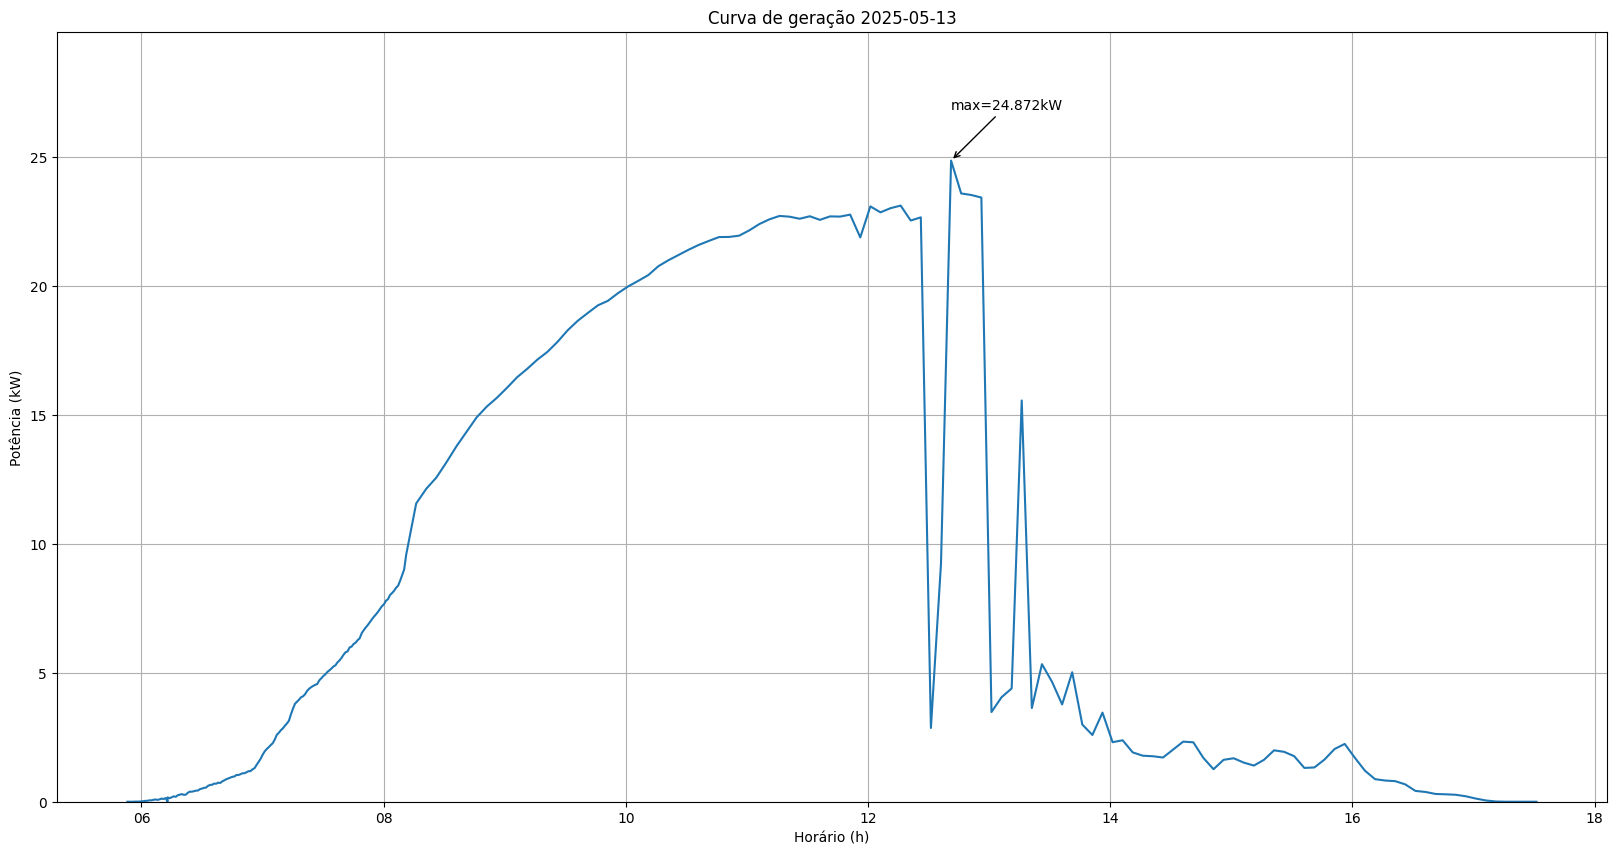 Curva de geração 2025-05-13
max=24.872kW
Potência (kW)
25
20
15
10
5
0
06 08 10 12 14 16 18
Horário (h)